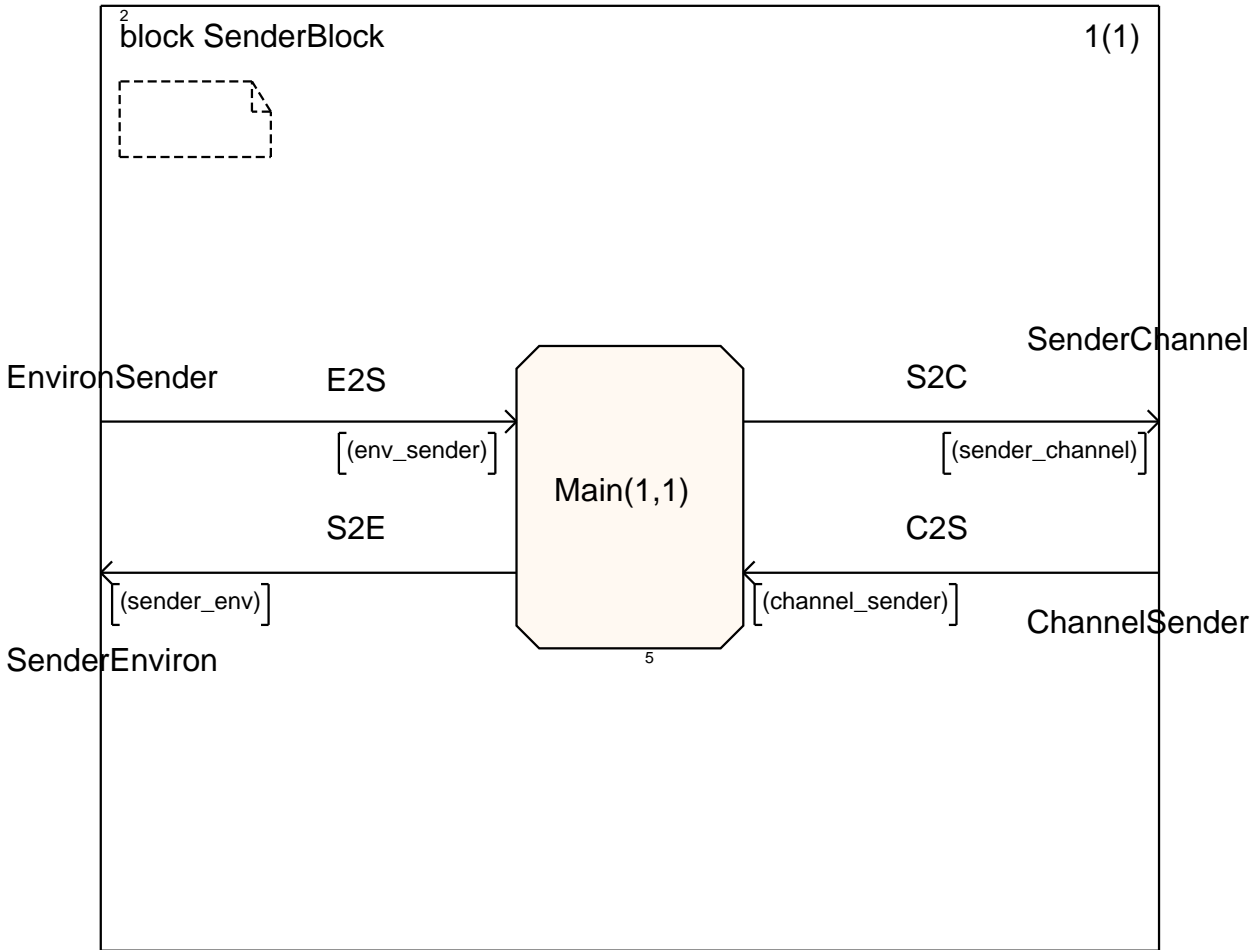 2
block SenderBlock
1(1)
SenderChannel
EnvironSender
E2S
S2C
[(env_sender)]
[(sender_channel)]
Main(1,1)
S2E
C2S
[(sender_env)]
[(channel_sender)]
ChannelSender
SenderEnviron
5